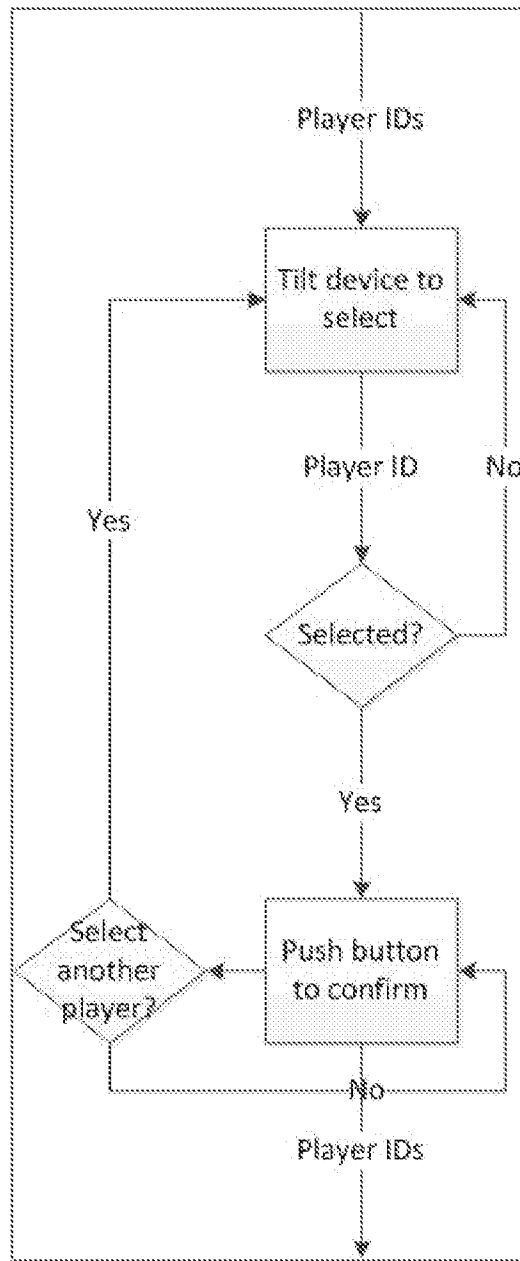 Player IDs
Tilt device to
select
Player ID
No
Yes
Selected?
Yes
Select
another
player?
Push button
to confirm
No
Player IDs